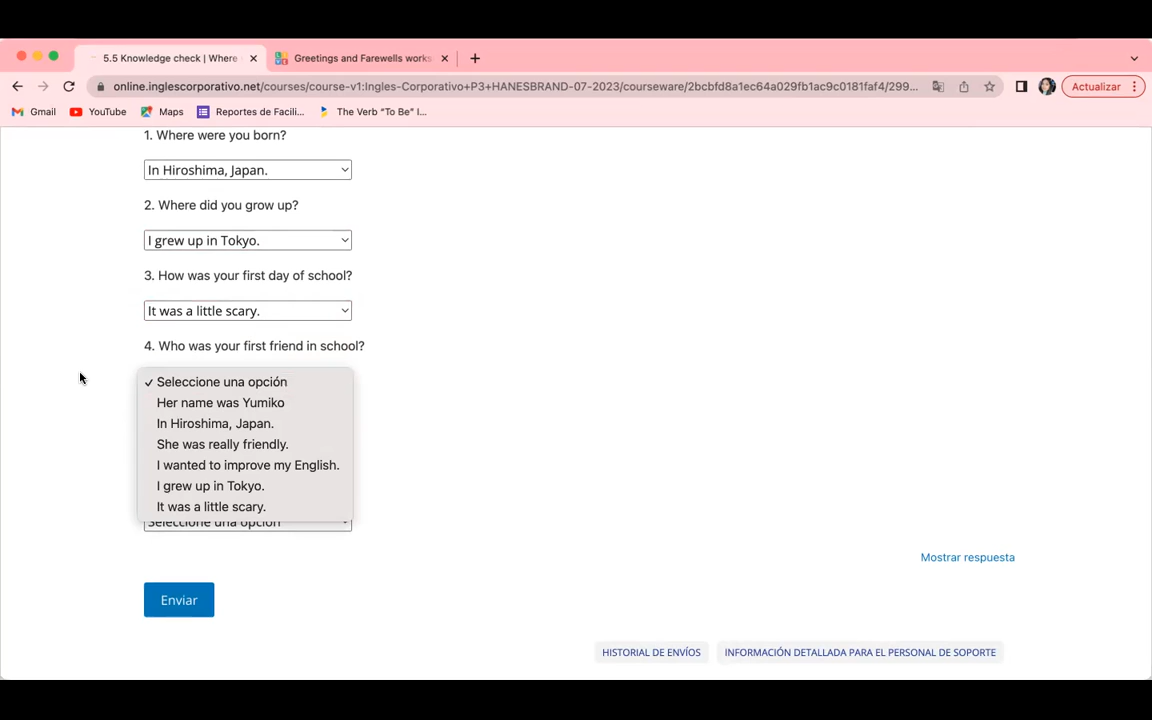 5.5 Knowledge check | Where
Greetings and Farewells works
online.inglescorporativo.net/courses/course-v1:Ingles-Corporativo+P3+HANESBRAND-07-2023/courseware/2bcbfd8a1ec64a029fb1ac9c0181faf4/299...
Actualizar
Gmail YouTube Maps Reportes de Facili... The Verb "To Be" I...
1. Where were you born?
In Hiroshima, Japan.
2. Where did you grow up?
I grew up in Tokyo.
3. How was your first day of school?
It was a little scary.
4. Who was your first friend in school?
✓ Seleccione una opción
Her name was Yumiko
In Hiroshima, Japan.
She was really friendly.
I wanted to improve my English.
I grew up in Tokyo.
It was a little scary.
Seleccione una opción
Mostrar respuesta
Enviar
HISTORIAL DE ENVÍOS INFORMACIÓN DETALLADA PARA EL PERSONAL DE SOPORTE